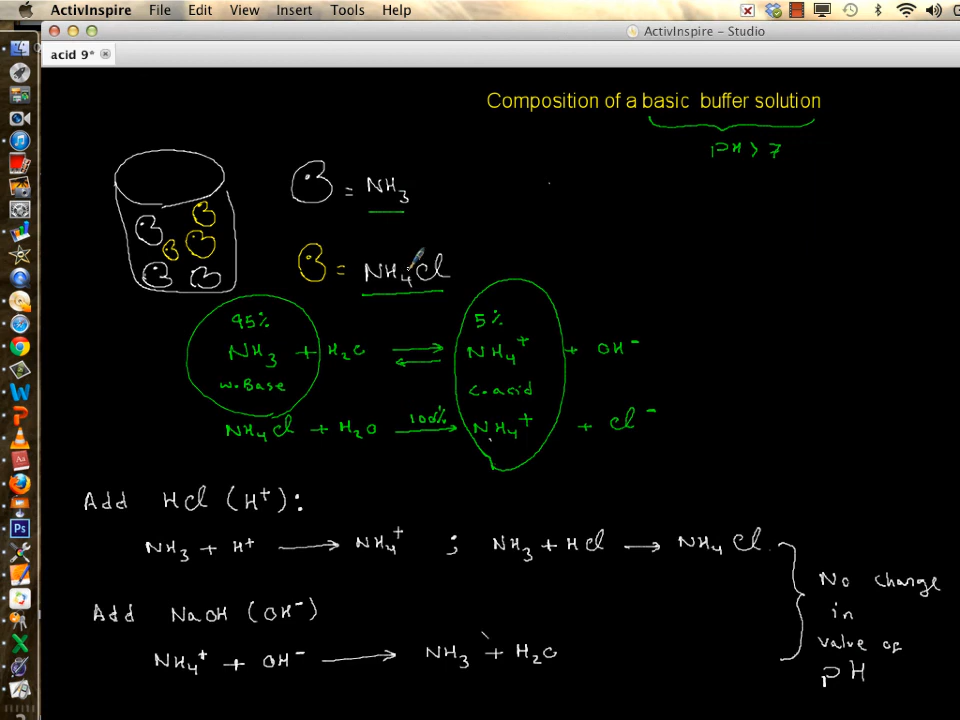 ActivInspire File Edit View Insert Tools Help
ActivInspire – Studio
acid 9*
Composition of a basic buffer solution
pH > 7
= NH₃
= NH₄Cl
95% 5%
NH₃ + H₂O ⇌ NH₄⁺ + OH⁻
w.Base c.acid
NH₄Cl + H₂O 100% → NH₄⁺ + Cl⁻
Add HCl (H⁺):
NH₃ + H⁺ → NH₄⁺ ; NH₃ + HCl → NH₄Cl
No change
in
value of
pH
Add NaOH (OH⁻)
NH₄⁺ + OH⁻ → NH₃ + H₂O